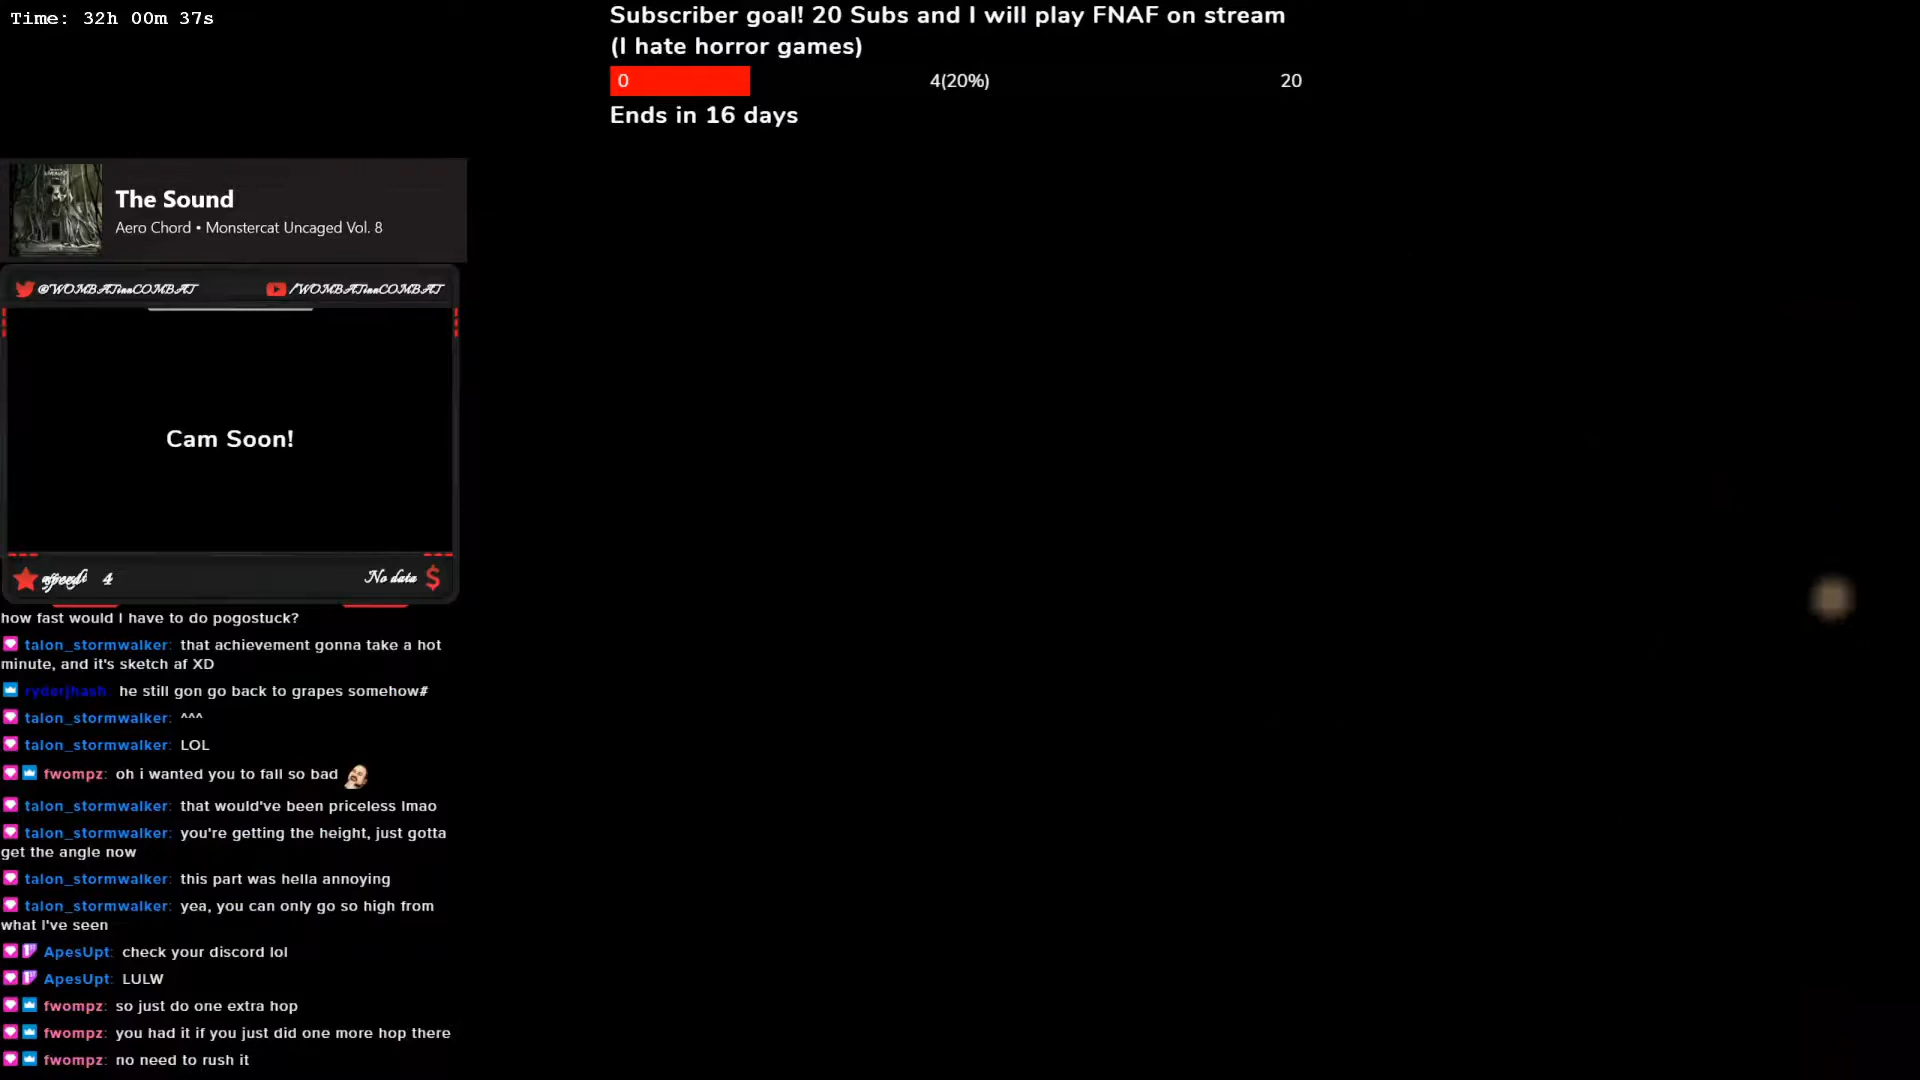 Time: 32h 00m 37s
Subscriber goal! 20 Subs and I will play FNAF on stream
(I hate horror games)
0 4(20%) 20
Ends in 16 days
The Sound
Aero Chord • Monstercat Uncaged Vol. 8
@WOMBATinnCOMBAT /WOMBATinnCOMBAT
Cam Soon!
4 No data $
how fast would I have to do pogostuck?
talon_stormwalker: that achievement gonna take a hot
minute, and it's sketch af XD
ryderjhash: he still gon go back to grapes somehow#
talon_stormwalker: ^^^
talon_stormwalker: LOL
fwompz: oh i wanted you to fall so bad
talon_stormwalker: that would've been priceless lmao
talon_stormwalker: you're getting the height, just gotta
get the angle now
talon_stormwalker: this part was hella annoying
talon_stormwalker: yea, you can only go so high from
what I've seen
ApesUpt: check your discord lol
ApesUpt: LULW
fwompz: so just do one extra hop
fwompz: you had it if you just did one more hop there
fwompz: no need to rush it